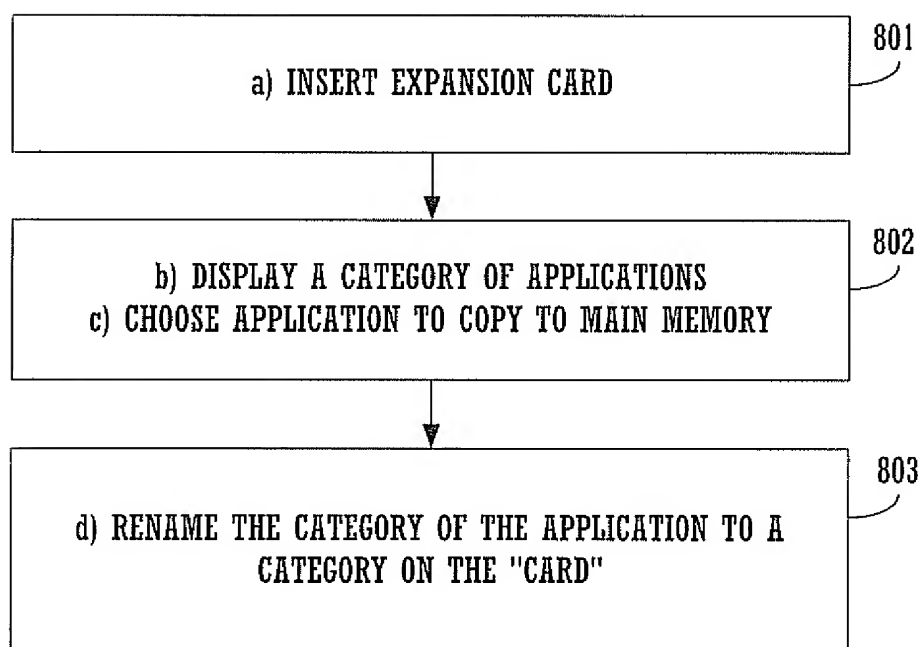 801
a) INSERT EXPANSION CARD
802
b) DISPLAY A CATEGORY OF APPLICATIONS
c) CHOOSE APPLICATION TO COPY TO MAIN MEMORY
803
d) RENAME THE CATEGORY OF THE APPLICATION TO A
CATEGORY ON THE "CARD"